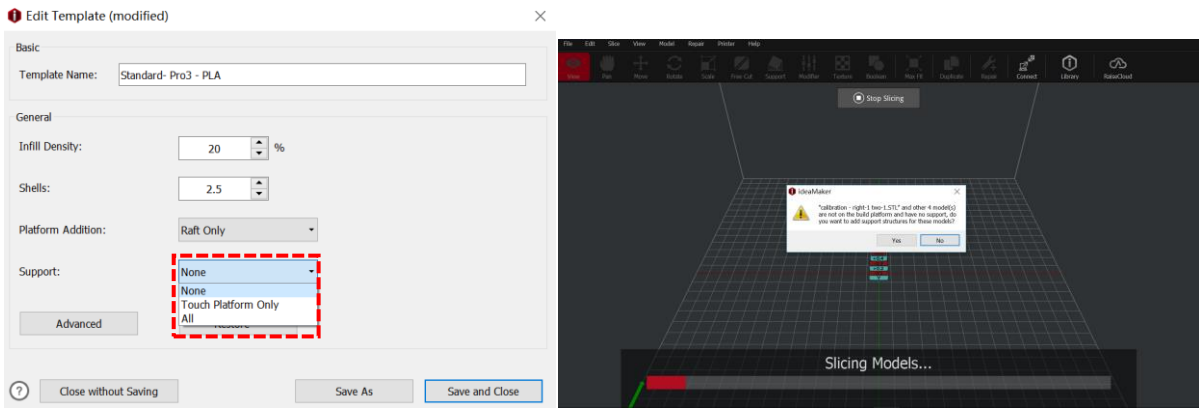 Edit Template (modified)
Basic
Template Name: Standard- Pro3 - PLA
General
Infill Density: 20 %
Shells: 2.5
Platform Addition: Raft Only
Support: None
None
Touch Platform Only
All
Advanced
? Close without Saving Save As Save and Close
File Edit Slice View Model Repair Printer Help
View Pan Move Rotate Scale Free Cut Support Modifier Texture Boolean Max Fit Duplicate Repair Connect Library RaiseCloud
Stop Slicing
ideaMaker
"calibration - right-1 two-1.STL" and other 4 model(s)
are not on the build platform and have no support, do
you want to add support structures for these models?
Yes No
Slicing Models...